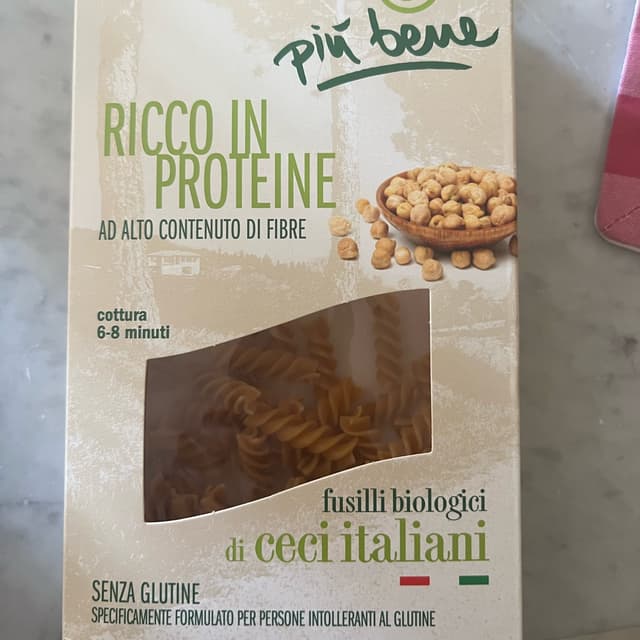 più bene
RICCO IN
PROTEINE
AD ALTO CONTENUTO DI FIBRE
cottura
6-8 minuti
fusilli biologici
di ceci italiani
SENZA GLUTINE
SPECIFICAMENTE FORMULATO PER PERSONE INTOLLERANTI AL GLUTINE